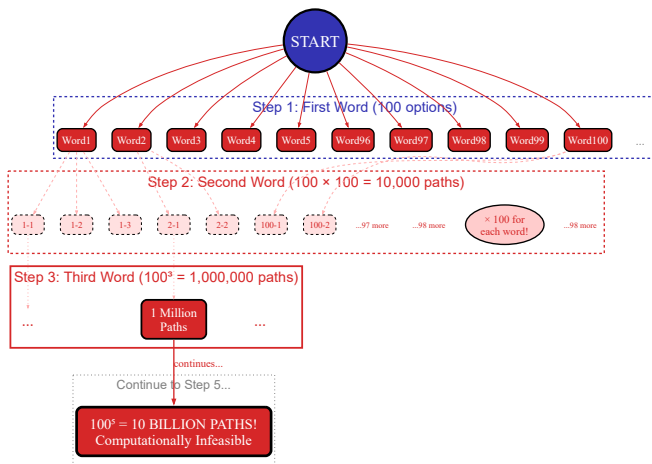 START
Step 1: First Word (100 options)
Word1 Word2 Word3 Word4 Word5 Word96 Word97 Word98 Word99 Word100 ...
Step 2: Second Word (100 × 100 = 10,000 paths)
1-1 1-2 1-3 2-1 2-2 100-1 100-2 ...97 more ...98 more × 100 for each word! ...98 more
Step 3: Third Word (100³ = 1,000,000 paths)
... 1 Million Paths ...
continues...
Continue to Step 5...
100⁵ = 10 BILLION PATHS!
Computationally Infeasible